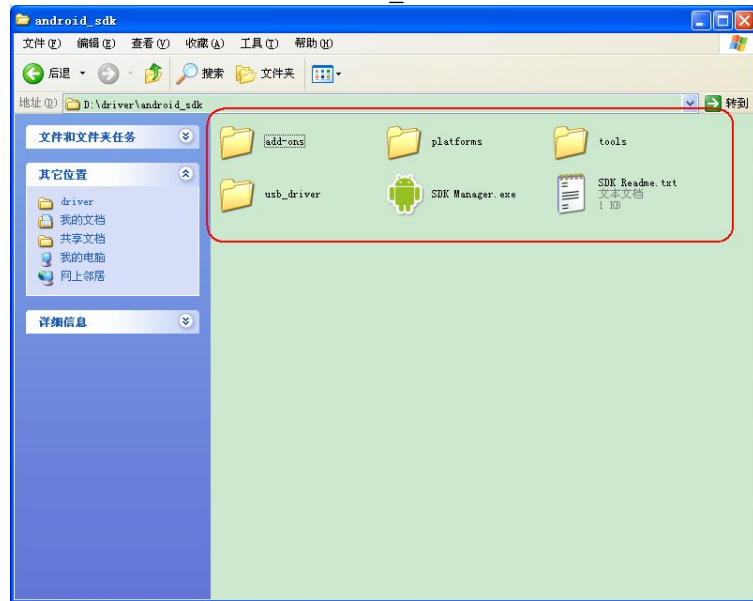 android_sdk
文件(F) 编辑(E) 查看(V) 收藏(A) 工具(T) 帮助(H)
后退 搜索 文件夹
地址(D) D:\driver\android_sdk 转到
文件和文件夹任务
其它位置
driver
我的文档
共享文档
我的电脑
网上邻居
详细信息
add-ons platforms tools
usb_driver SDK Manager.exe SDK Readme.txt
文本文档
1 KB